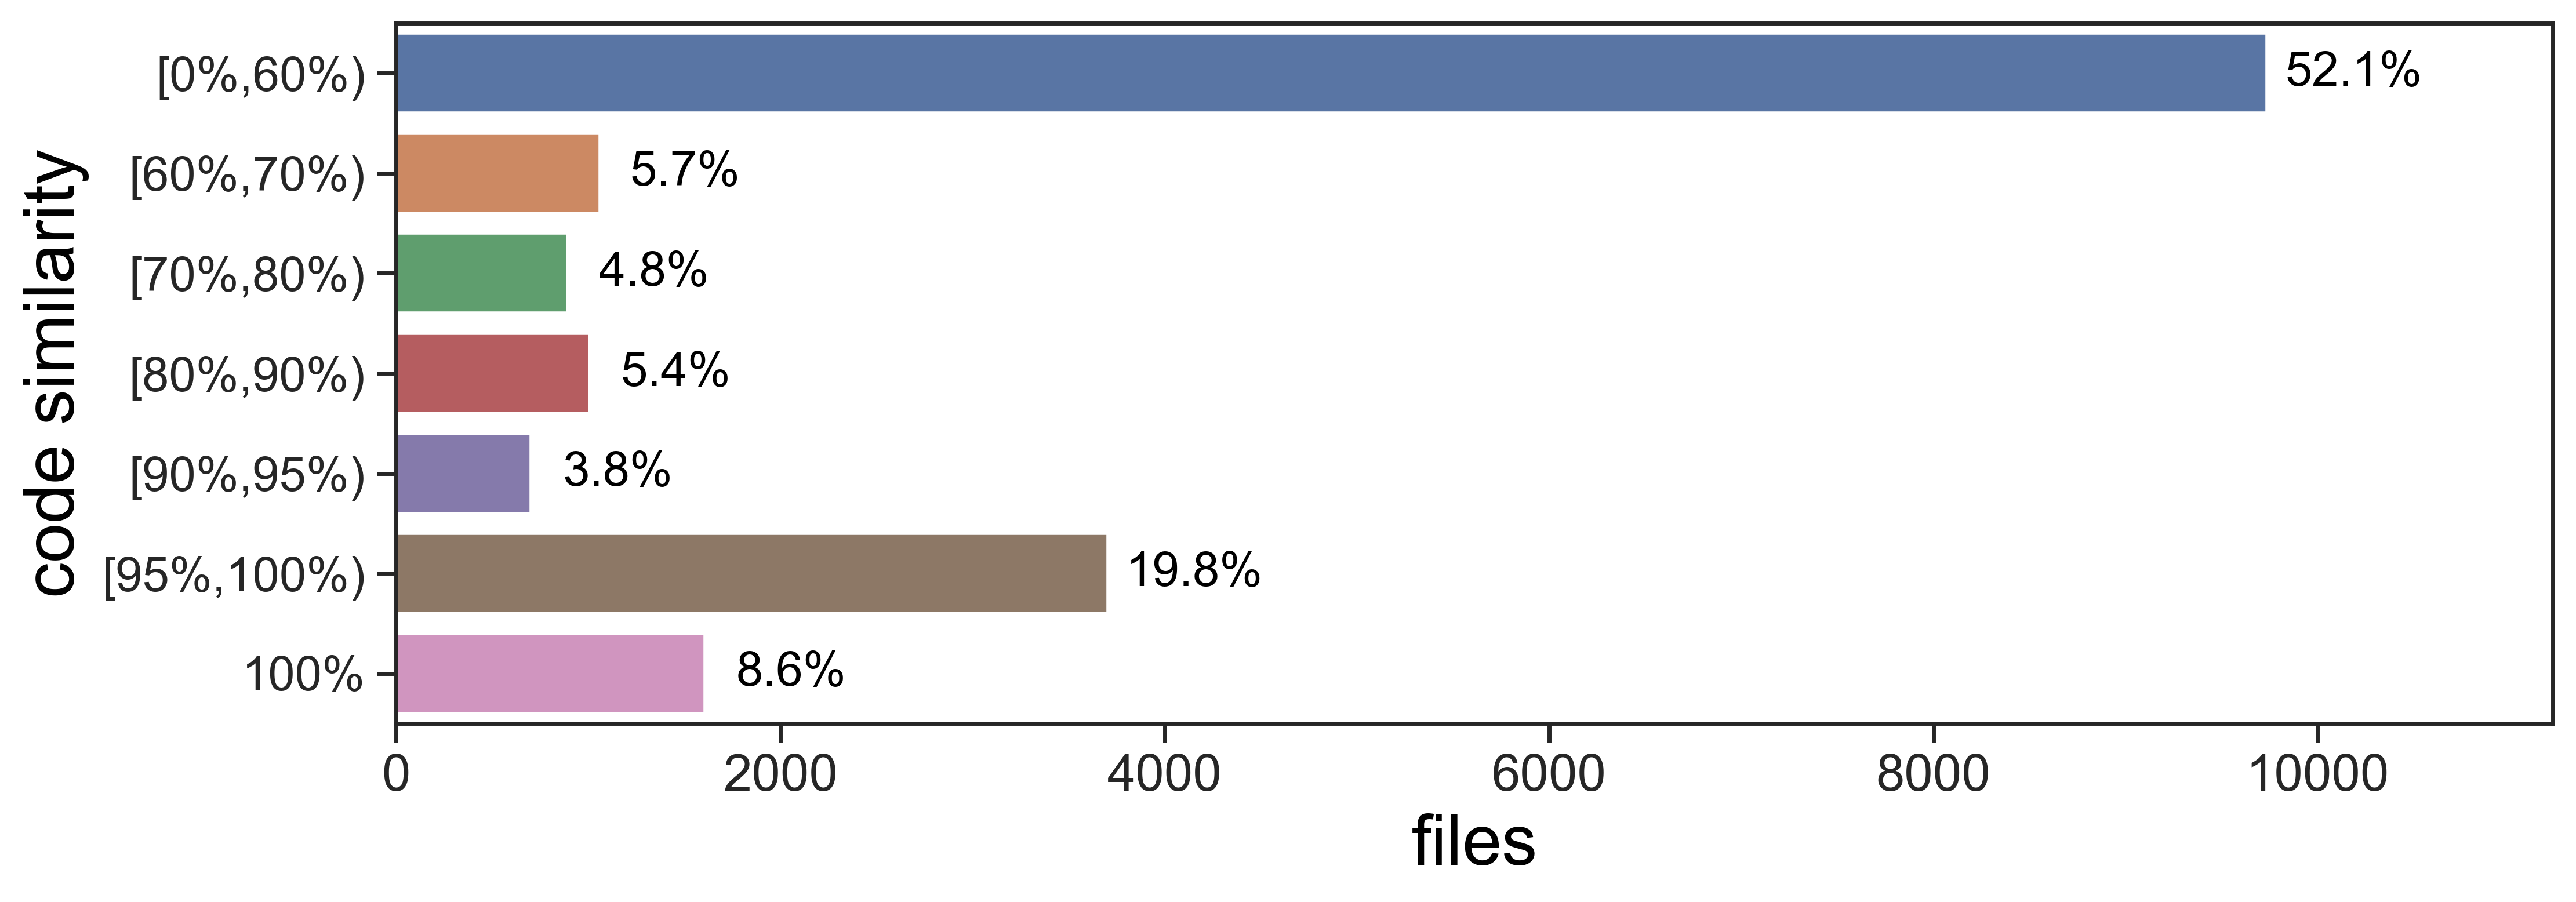 code similarity
[0%,60%) 52.1%
[60%,70%) 5.7%
[70%,80%) 4.8%
[80%,90%) 5.4%
[90%,95%) 3.8%
[95%,100%) 19.8%
100% 8.6%
0 2000 4000 6000 8000 10000
files